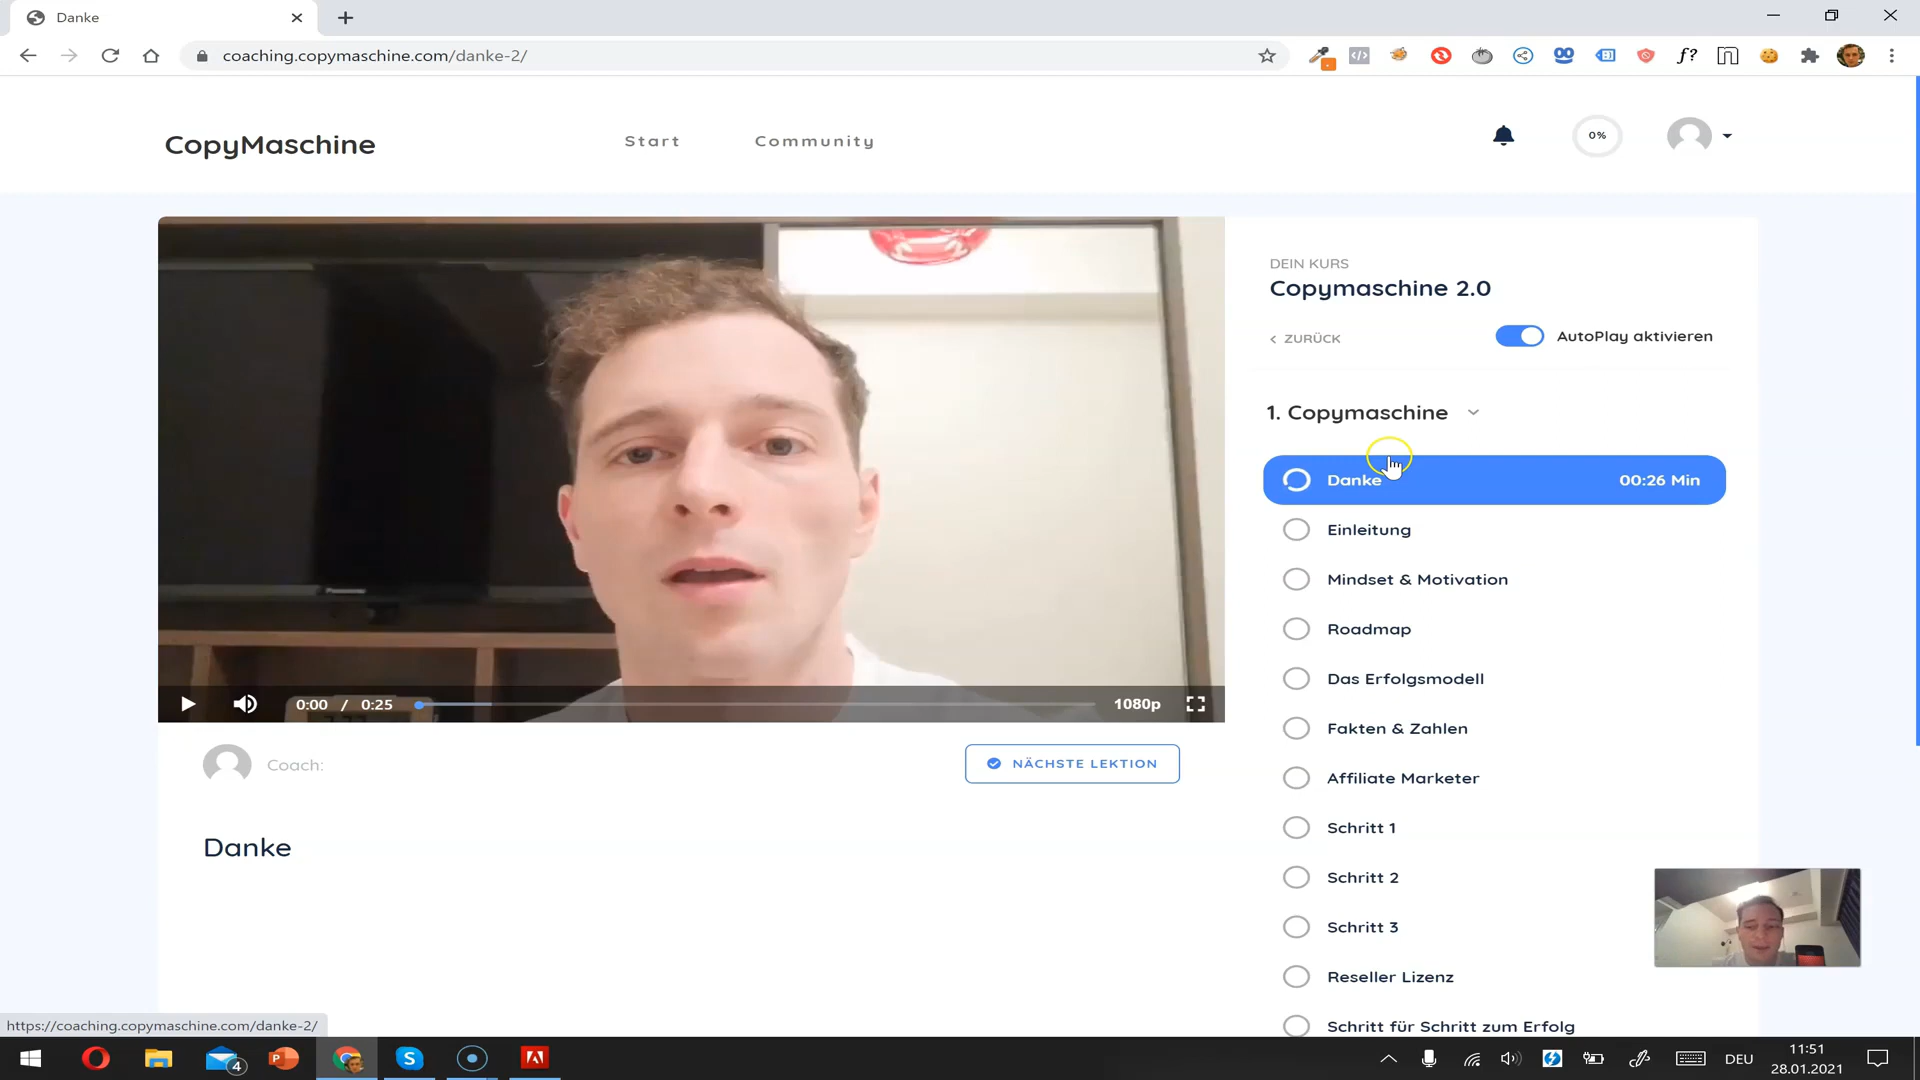 Danke
coaching.copymaschine.com/danke-2/
f?
CopyMaschine
Start
Community
0%
DEIN KURS
Copymaschine 2.0
ZURÜCK
AutoPlay aktivieren
1. Copymaschine
Danke
00:26 Min
Einleitung
Mindset & Motivation
Roadmap
Das Erfolgsmodell
Fakten & Zahlen
Affiliate Marketer
Schritt 1
Schritt 2
Schritt 3
Reseller Lizenz
Schritt für Schritt zum Erfolg
0:00 / 0:25
1080p
Coach:
NÄCHSTE LEKTION
Danke
https://coaching.copymaschine.com/danke-2/
4
DEU
11:51
28.01.2021